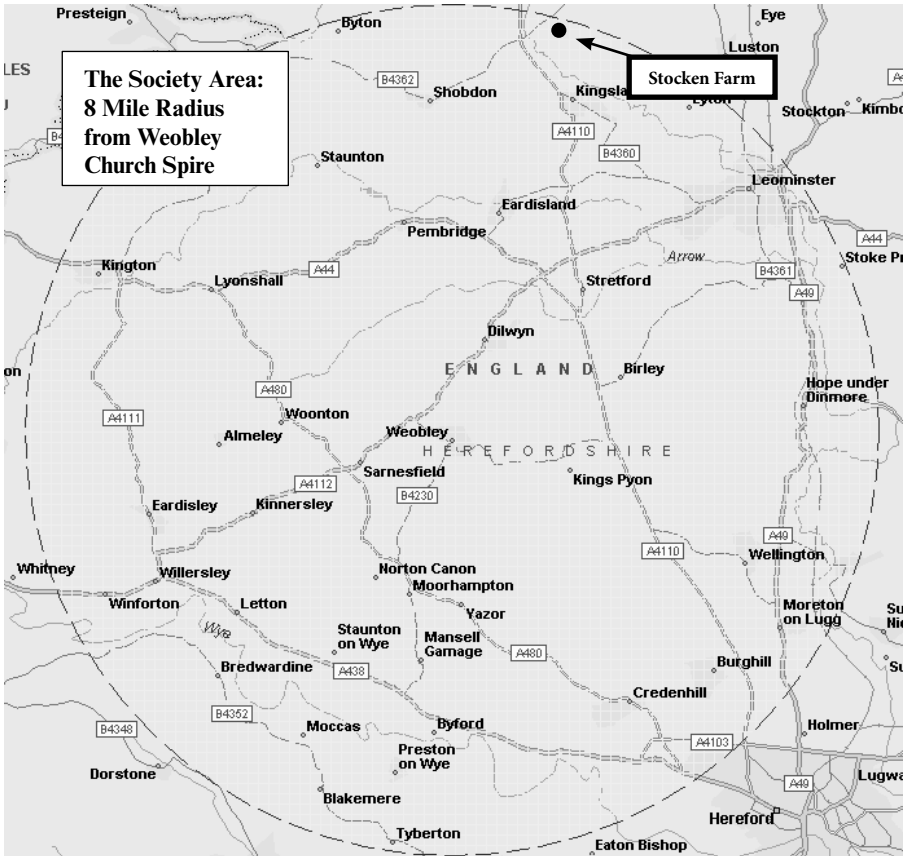 Presteign
Byton
Eye
Luston
LES
The Society Area:
8 Mile Radius
from Weobley
Church Spire
B4362
Stocken Farm
Shobdon
Kingsla
Eyton
Stockton
Kimbo
A4110
B4360
Staunton
Leominster
Eardisland
Pembridge
A44
Kington
A44
Arrow
B4361
Stoke Pr
Lyonshall
Stretford
A49
Dilwyn
ENGLAND
Birley
on
A480
Hope under
Dinmore
A4111
Woonton
Almeley
Weobley
HEREFORDSHIRE
Sarnesfield
Kings Pyon
A4112
B4230
Eardisley
Kinnersley
A49
A4110
Wellington
Whitney
Willersley
Norton Canon
Moorhampton
Winforton
Letton
Yazor
Moreton
on Lugg
Su
Nie
Wye
Staunton
on Wye
Mansell
Gamage
A480
Burghill
Su
Bredwardine
A438
Credenhill
B4352
B4348
Moccas
Byford
Holmer
A4103
Preston
on Wye
Dorstone
Lugwa
A49
Blakemere
Hereford
Tyberton
Eaton Bishop